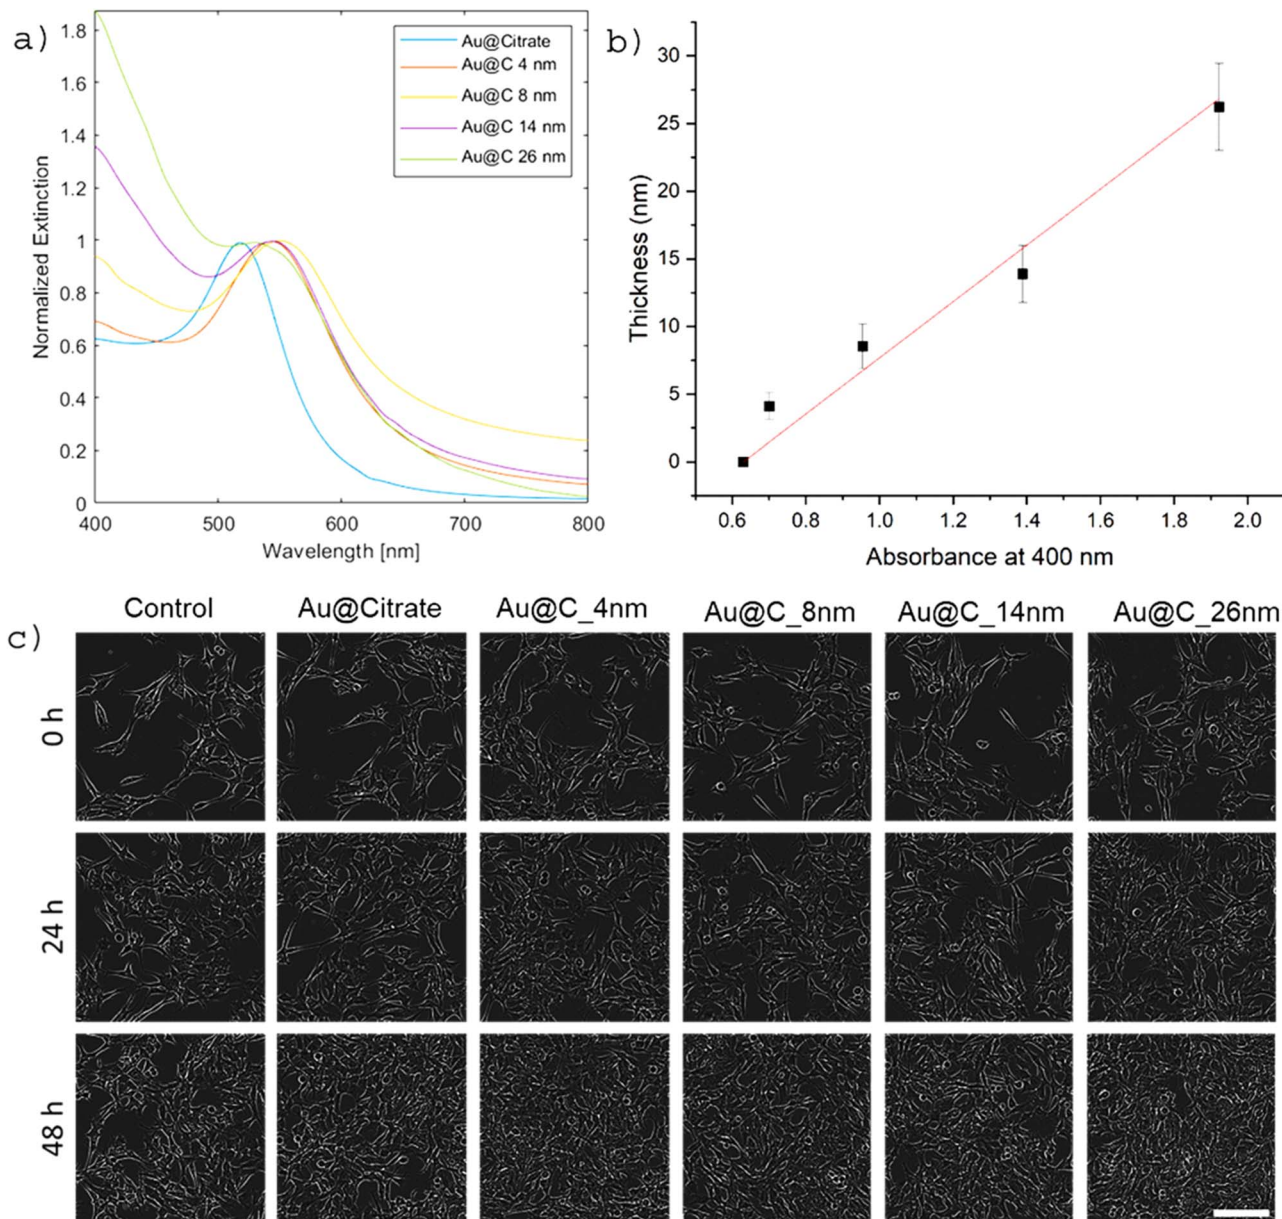 a)
1.8
1.6
1.4
1.2
1
0.8
0.6
0.4
0.2
0
Normalized Extinction
400 500 600 700 800
Wavelength [nm]
Au@Citrate
Au@C 4 nm
Au@C 8 nm
Au@C 14 nm
Au@C 26 nm
b)
30
25
20
15
10
5
0
Thickness (nm)
0.6 0.8 1.0 1.2 1.4 1.6 1.8 2.0
Absorbance at 400 nm
c)
Control Au@Citrate Au@C_4nm Au@C_8nm Au@C_14nm Au@C_26nm
0 h
24 h
48 h